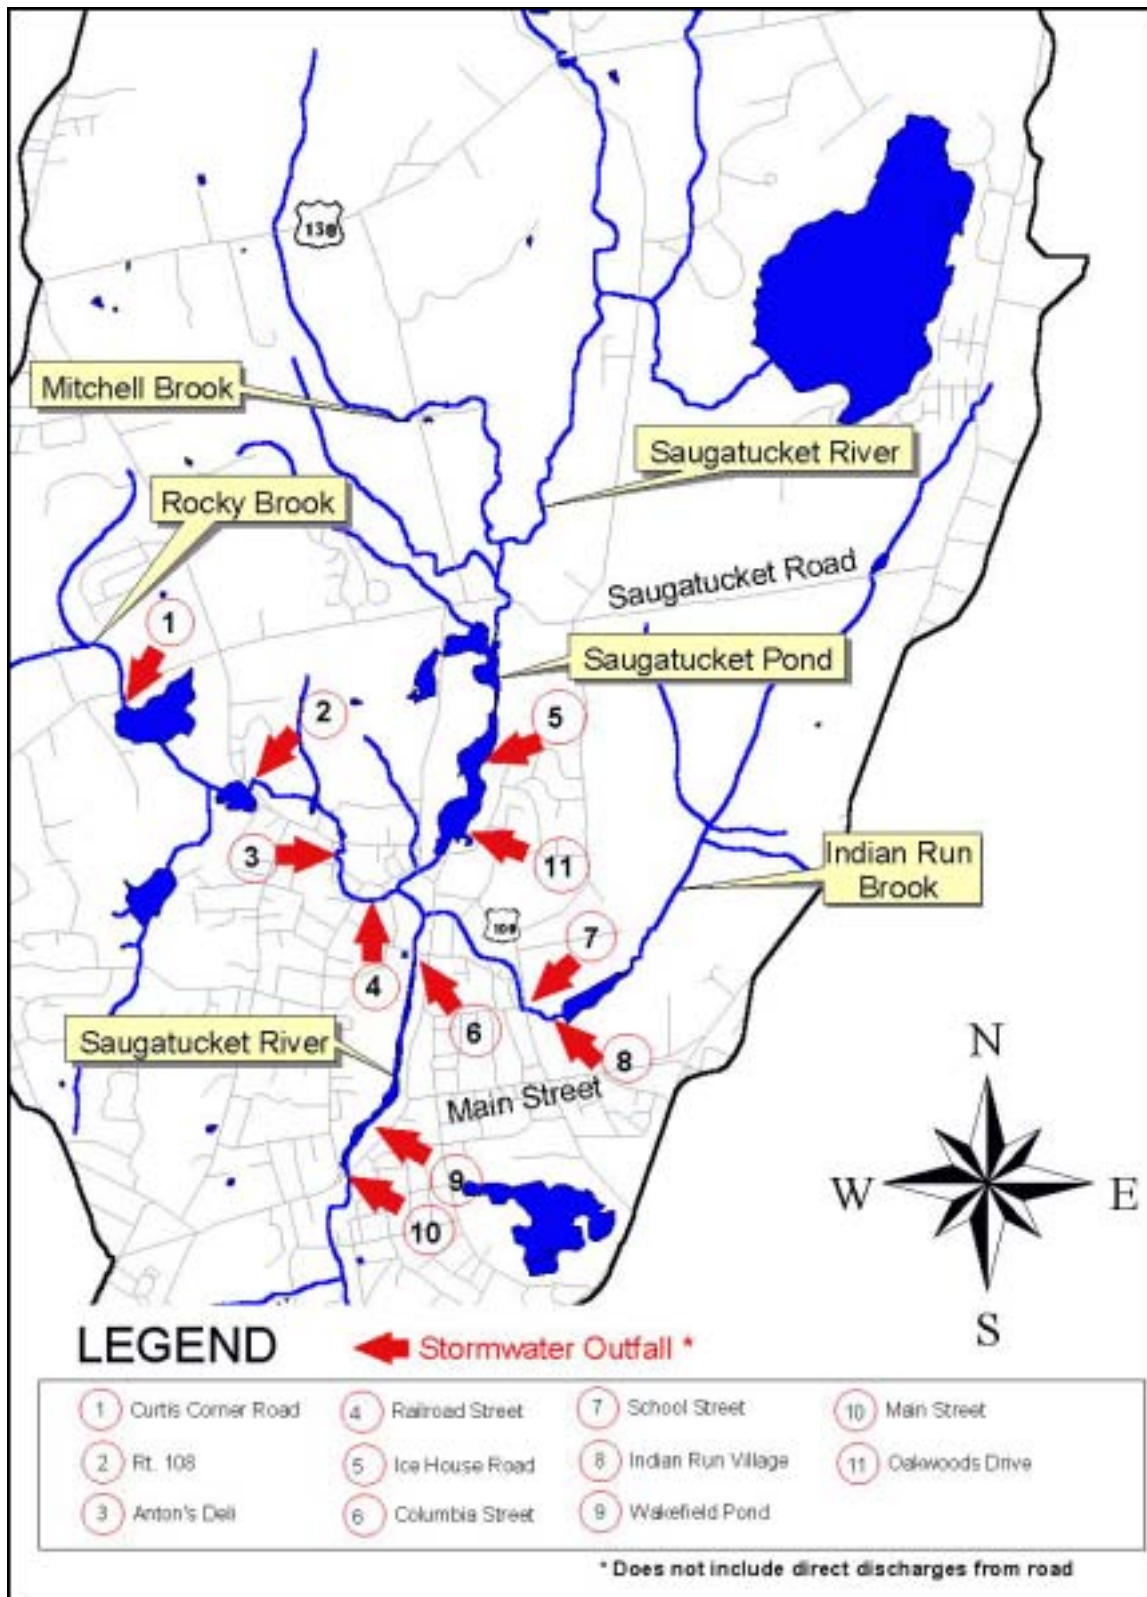 138
Mitchell Brook
Saugatucket River
Rocky Brook
Saugatucket Road
1
Saugatucket Pond
2
5
3
11
Indian Run
Brook
108
7
4
6
Saugatucket River
8
Main Street
N
9
W
E
10
S
LEGEND
Stormwater Outfall *
1 Curtis Corner Road
2 Rt. 108
3 Anton's Deli
4 Railroad Street
5 Ice House Road
6 Columbia Street
7 School Street
8 Indian Run Village
9 Wakefield Pond
10 Main Street
11 Oakwoods Drive
* Does not include direct discharges from road